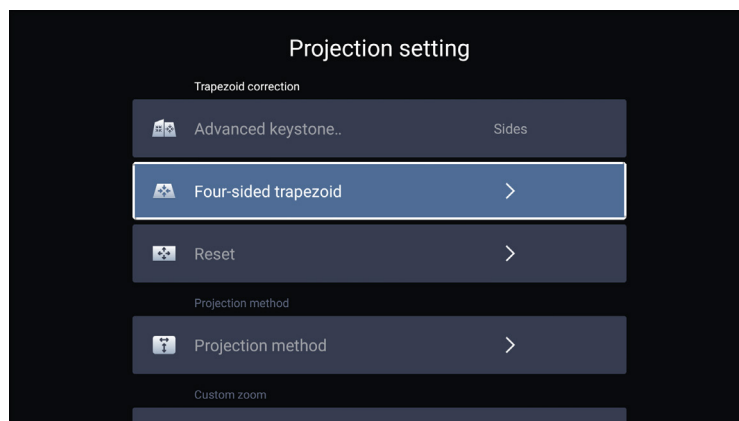 Projection setting
Trapezoid correction
Advanced keystone..
Sides
Four-sided trapezoid
Reset
Projection method
Projection method
Custom zoom